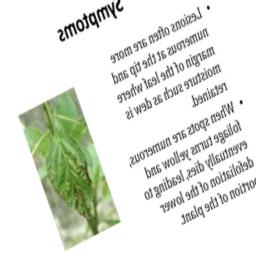 Symptoms
• Lesions often are more
numerous at the tip and
margin of the leaf where
moisture such as dew is
retained.
• When spots are numerous,
foliage turns yellow and
eventually dies, leading to
defoliation of the lower
portion of the plant.